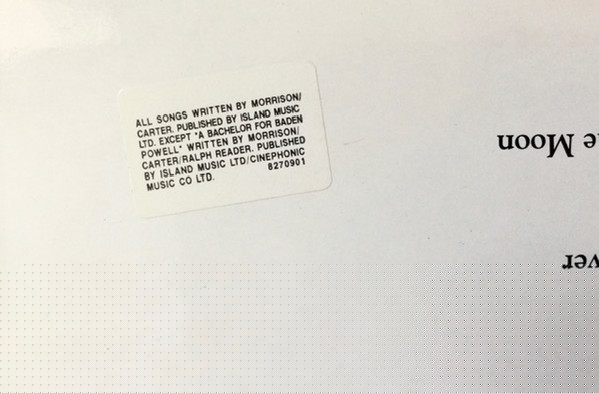 ALL SONGS WRITTEN BY MORRISON/
CARTER. PUBLISHED BY ISLAND MUSIC
LTD. EXCEPT "A BACHELOR FOR BADEN
POWELL" WRITTEN BY MORRISON/
CARTER/RALPH READER. PUBLISHED
BY ISLAND MUSIC LTD/CINEPHONIC
MUSIC CO LTD. 8270901
Moon